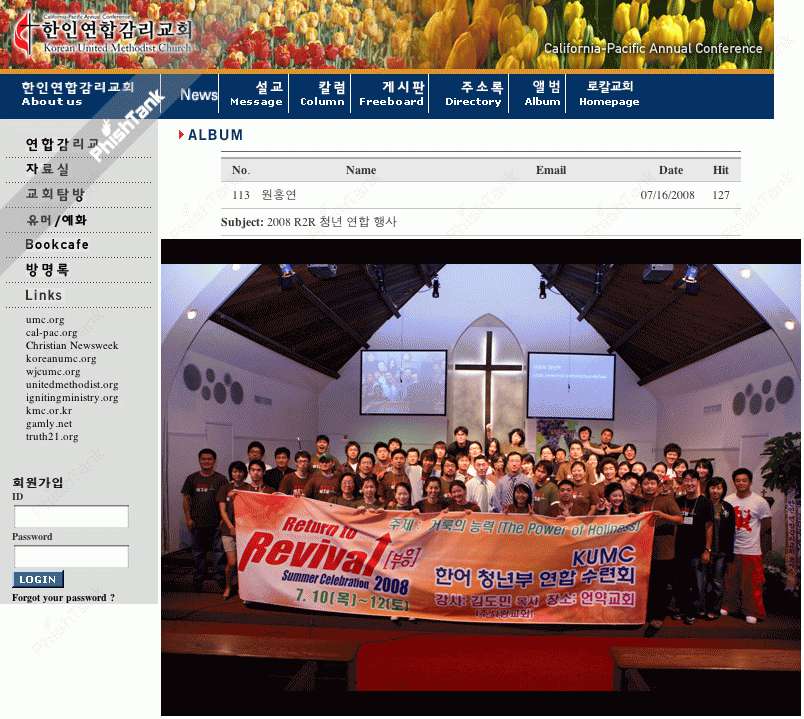 California-Pacific Annual Conference
한인연합감리교회
Korean United Methodist Church
California-Pacific Annual Conference
한인연합감리교회 설교 칼럼 게시판 주소록 앨범 로칼교회
About us News Message Column Freeboard Directory Album Homepage
PhishTank
연합감리교
자료실
교회탐방
유머/예화
Bookcafe
방명록
Links
umc.org
cal-pac.org
Christian Newsweek
koreanumc.org
wjcumc.org
unitedmethodist.org
ignitingministry.org
kmc.or.kr
gamly.net
truth21.org
회원가입
ID
Password
LOGIN
Forgot your password ?
ALBUM
No. Name Email Date Hit
113 원홍연 07/16/2008 127
Subject: 2008 R2R 청년 연합 행사
주제: 거룩의 능력 (The Power of Holiness)
Return to
Revival [부흥]
Summer Celebration 2008
7. 10(목)~12(토)
KUMC
한어 청년부 연합 수련회
강사: 김도민 목사 장소: 언약교회